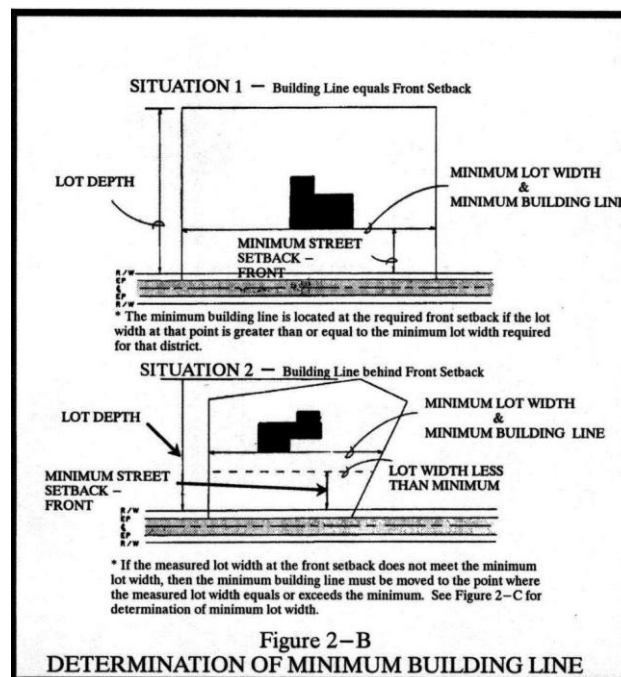 SITUATION 1 — Building Line equals Front Setback
LOT DEPTH
MINIMUM LOT WIDTH
&
MINIMUM BUILDING LINE
MINIMUM STREET
SETBACK –
FRONT
R/W
EP
EP
R/W
* The minimum building line is located at the required front setback if the lot
width at that point is greater than or equal to the minimum lot width required
for that district.
SITUATION 2 — Building Line behind Front Setback
LOT DEPTH
MINIMUM LOT WIDTH
&
MINIMUM BUILDING LINE
MINIMUM STREET
SETBACK –
FRONT
LOT WIDTH LESS
THAN MINIMUM
R/W
EP
EP
R/W
* If the measured lot width at the front setback does not meet the minimum
lot width, then the minimum building line must be moved to the point where
the measured lot width equals or exceeds the minimum. See Figure 2–C for
determination of minimum lot width.
Figure 2–B
DETERMINATION OF MINIMUM BUILDING LINE